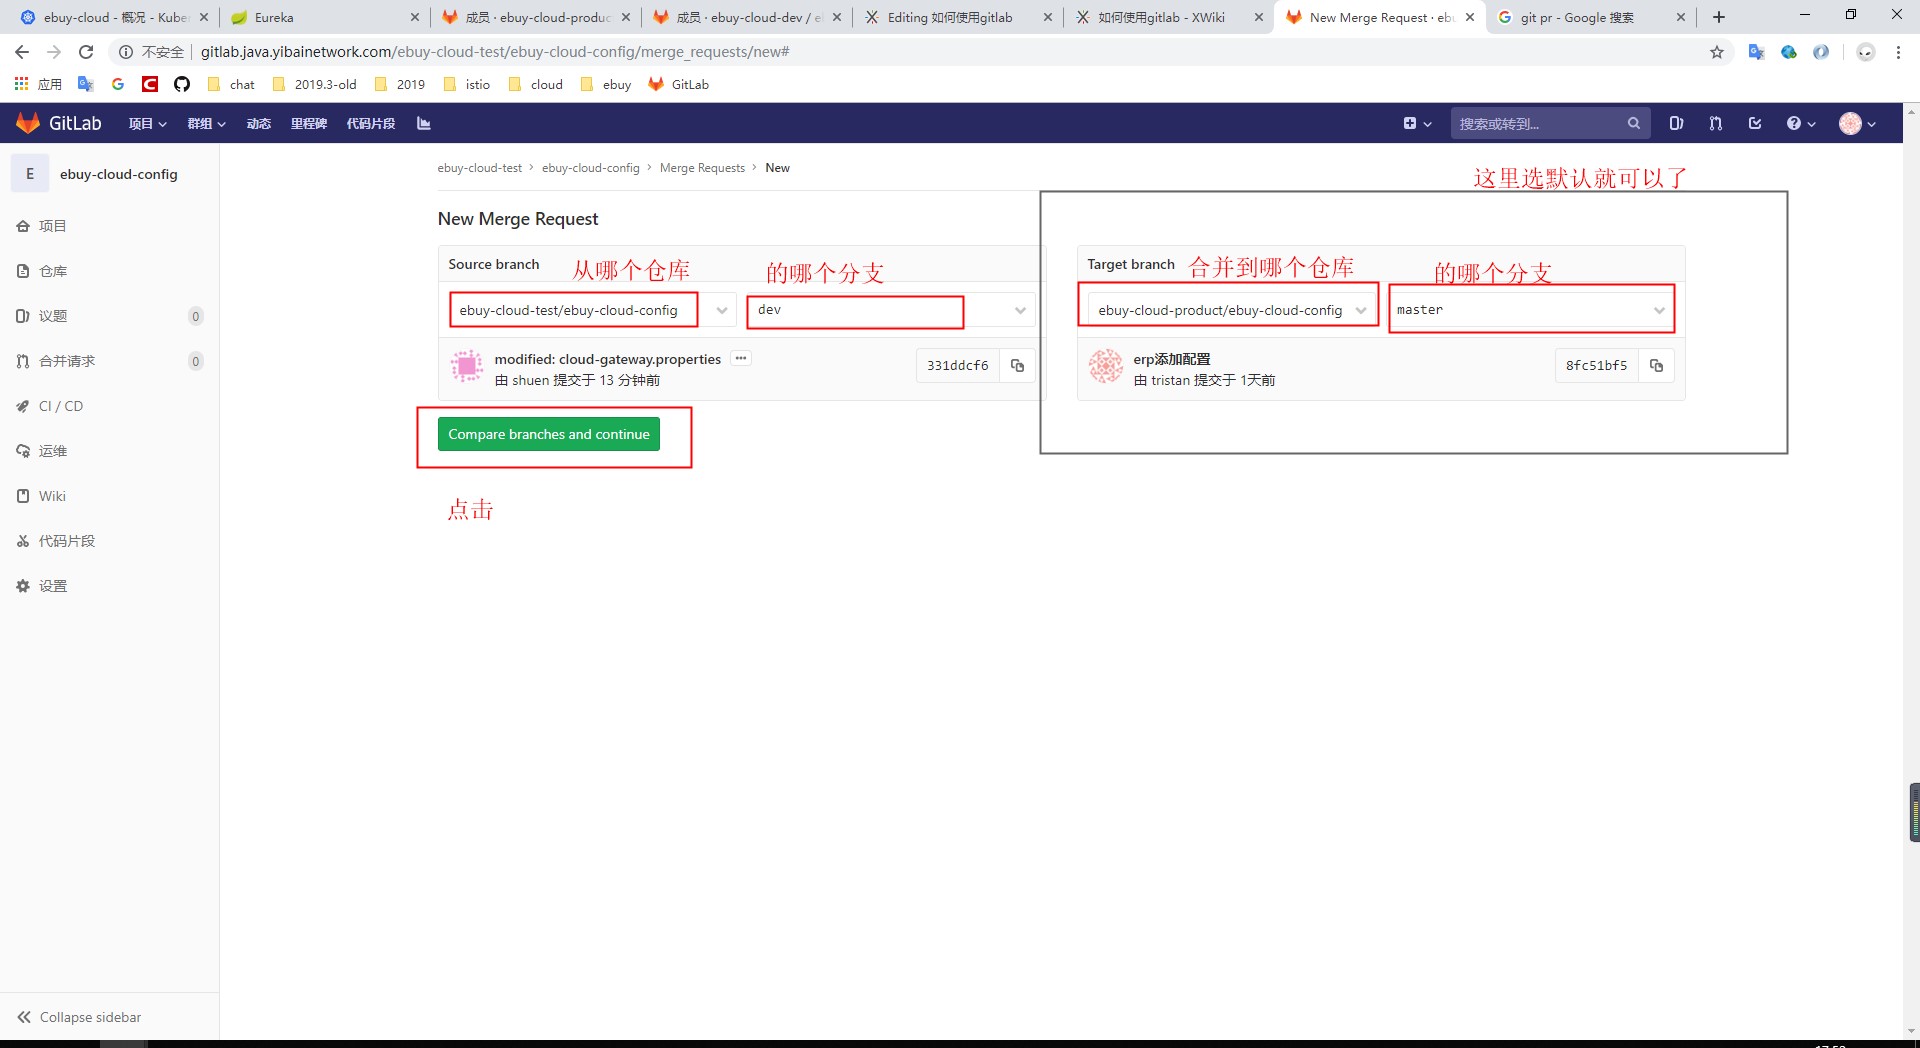 ebuy-cloud - 概况 - Kube
Eureka
成员 · ebuy-cloud-produc
成员 · ebuy-cloud-dev / e
Editing 如何使用gitlab
如何使用gitlab - XWiki
New Merge Request · ebu
git pr - Google 搜索
不安全
gitlab.java.yibainetwork.com/ebuy-cloud-test/ebuy-cloud-config/merge_requests/new#
应用
chat
2019.3-old
2019
istio
cloud
ebuy
GitLab
GitLab
项目
群组
动态
里程碑
代码片段
搜索或转到...
E
ebuy-cloud-config
项目
仓库
议题
0
合并请求
0
CI / CD
运维
Wiki
代码片段
设置
Collapse sidebar
ebuy-cloud-test › ebuy-cloud-config › Merge Requests › New
这里选默认就可以了
New Merge Request
Source branch
从哪个仓库
的哪个分支
ebuy-cloud-test/ebuy-cloud-config
dev
modified: cloud-gateway.properties
由 shuen 提交于 13 分钟前
331ddcf6
Target branch
合并到哪个仓库
的哪个分支
ebuy-cloud-product/ebuy-cloud-config
master
erp添加配置
由 tristan 提交于 1天前
8fc51bf5
Compare branches and continue
点击